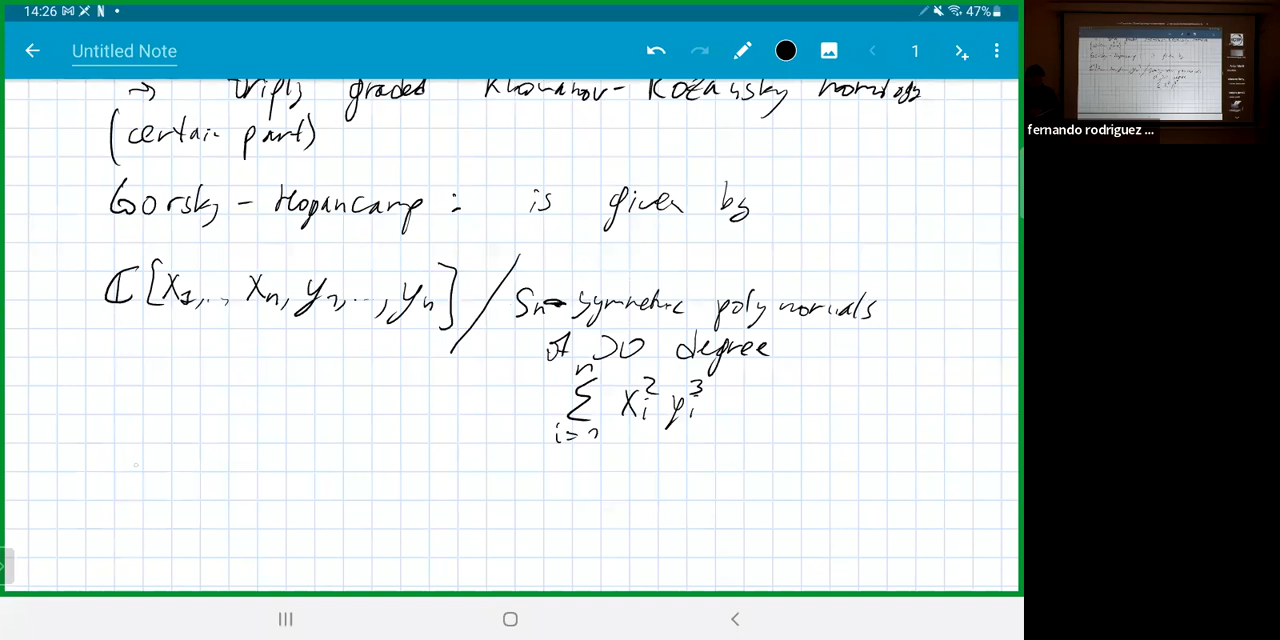 14:26
47%
Untitled Note
1
→ triply graded Khovanov - Rozansky homology
(certain part)
Gorsky - Hogancamp : is given by
ℂ[x₁,.., xₙ, y₁,.., yₙ] / Sₙ - symmetric polynomials
of >0 degree
∑ᵢ₌₁ⁿ xᵢ² yᵢ³
fernando rodriguez ...